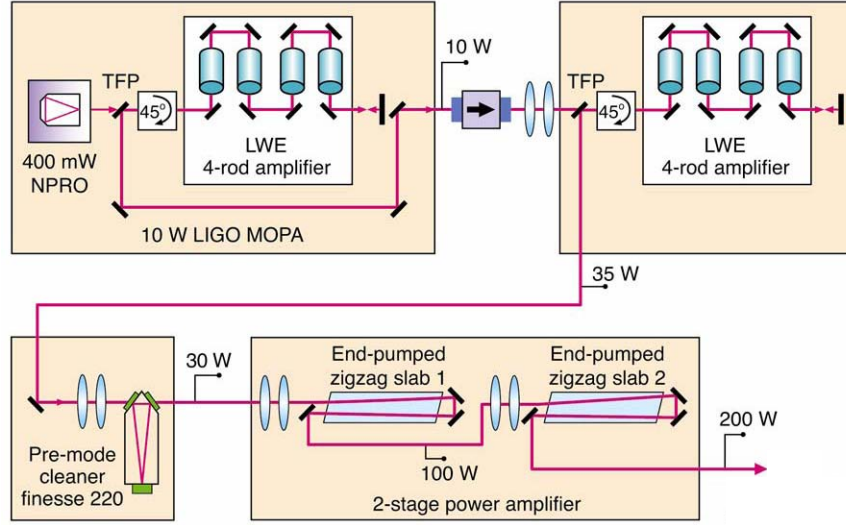 10 W
TFP
45°
400 mW
NPRO
LWE
4-rod amplifier
10 W LIGO MOPA
TFP
45°
LWE
4-rod amplifier
35 W
30 W
Pre-mode
cleaner
finesse 220
End-pumped
zigzag slab 1
End-pumped
zigzag slab 2
100 W
200 W
2-stage power amplifier